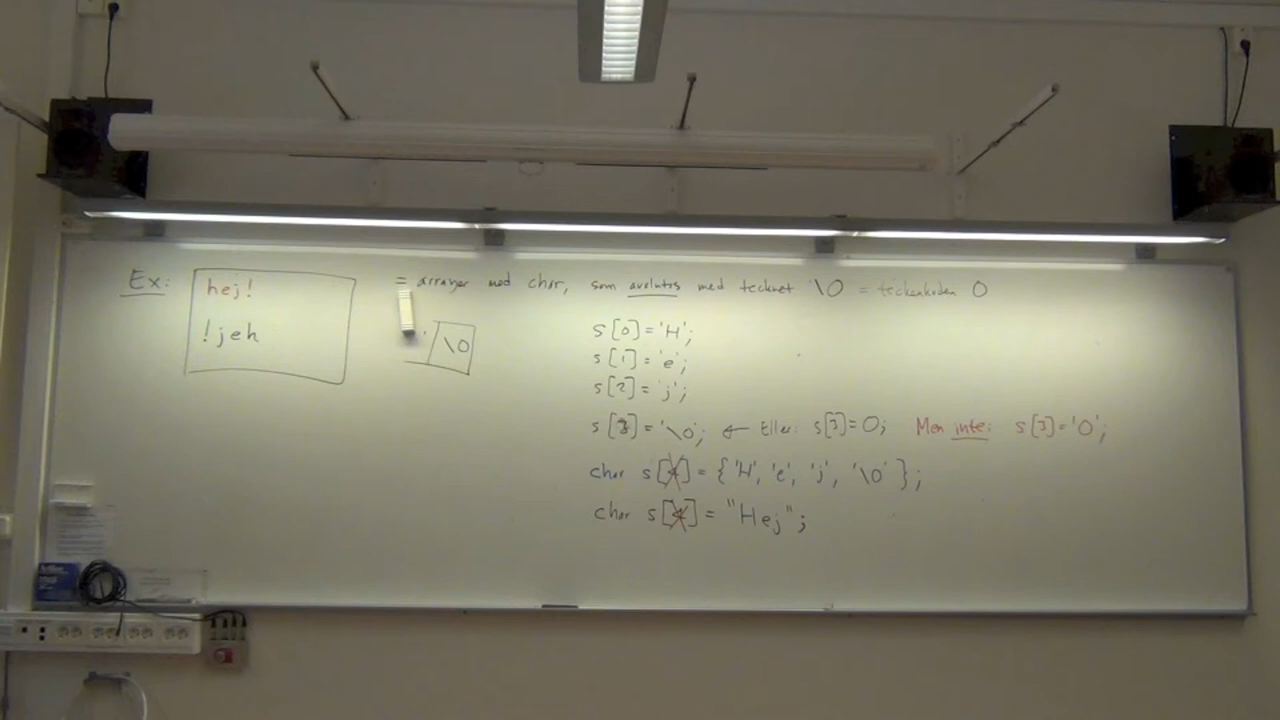 Ex:
hej!
!jeh
= arrayer med char, som avslutas med tecknet \0 = teckenkoden 0
\0
s[0]='H';
s[1]='e';
s[2]='j';
s[3]='\0'; ← Eller: s[3]=0; Men inte: s[3]='0';
char s[4]={'H', 'e', 'j', '\0'};
char s[4]="Hej";